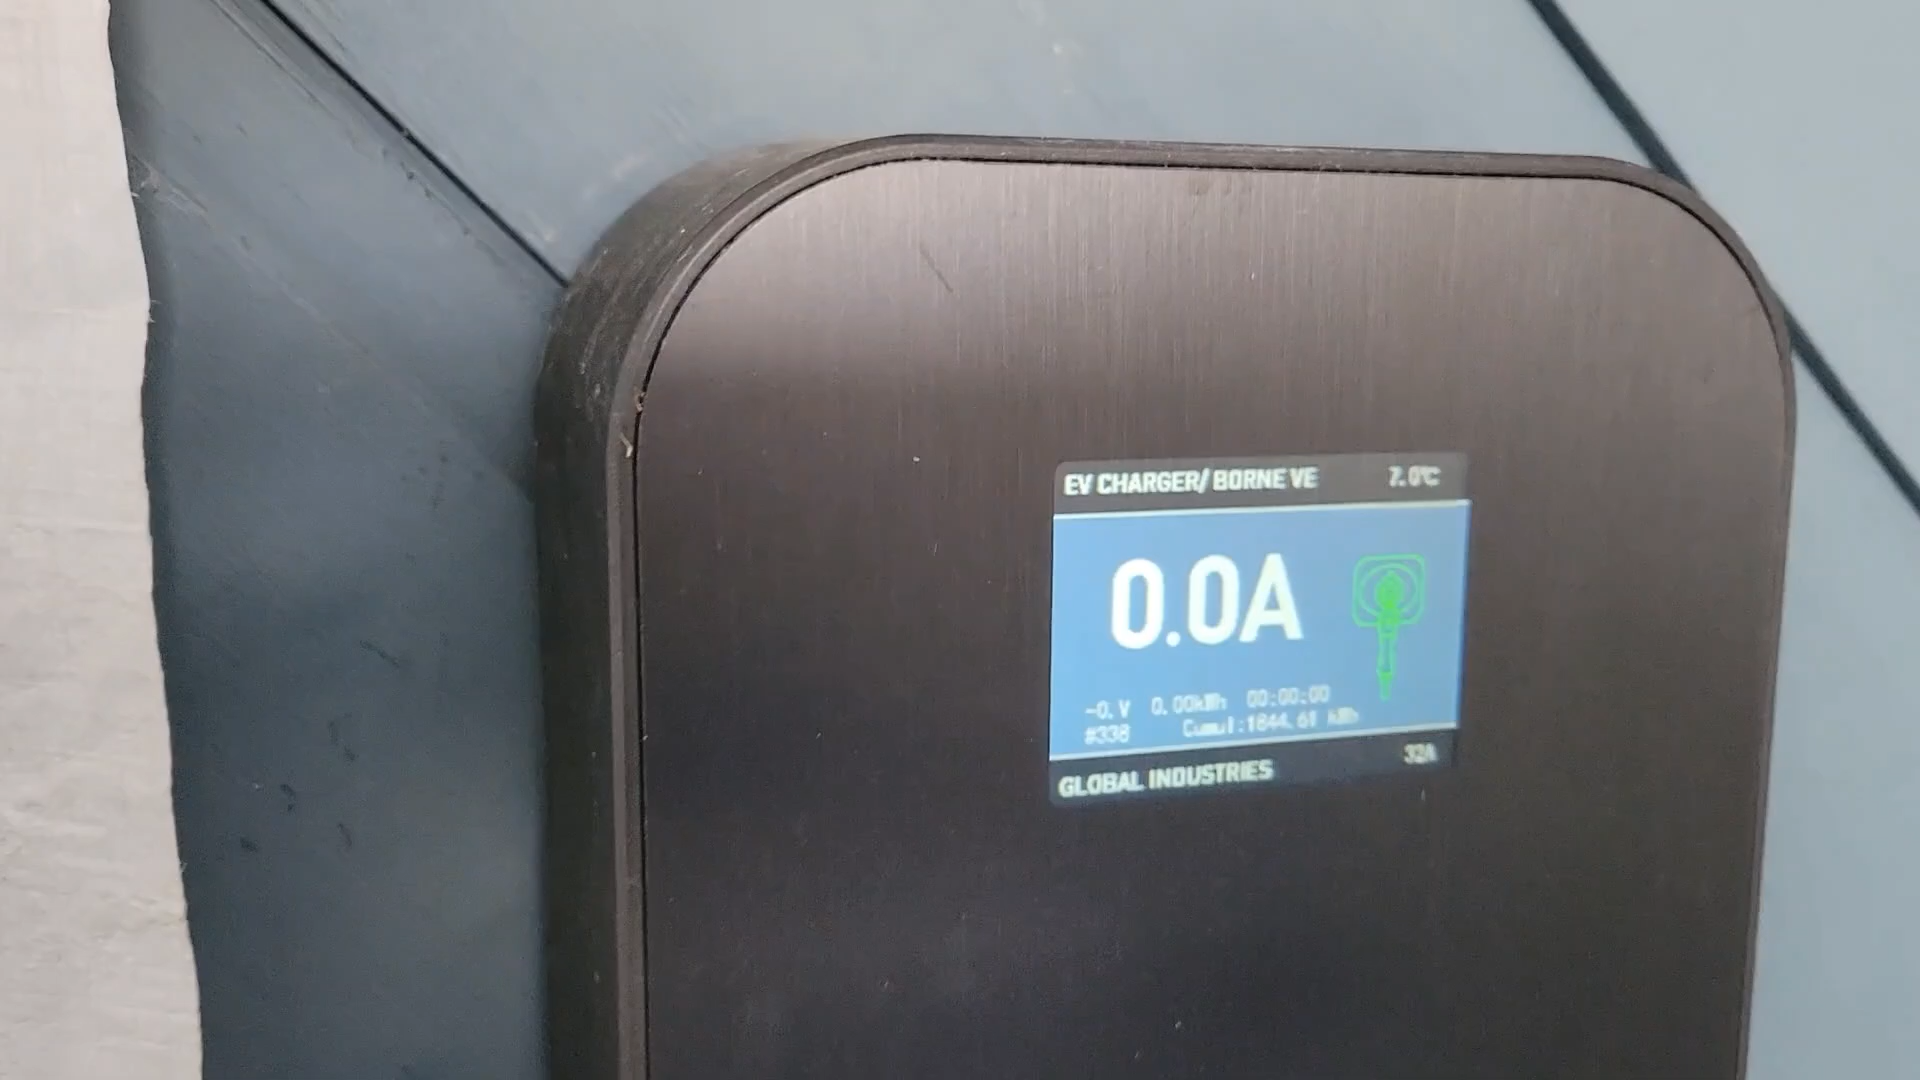 EV CHARGER/ BORNE VE 7.0℃
0.0A
-0.V 0.00kWh 00:00:00
#338 Cumul:1844.61 kWh
32A
GLOBAL INDUSTRIES